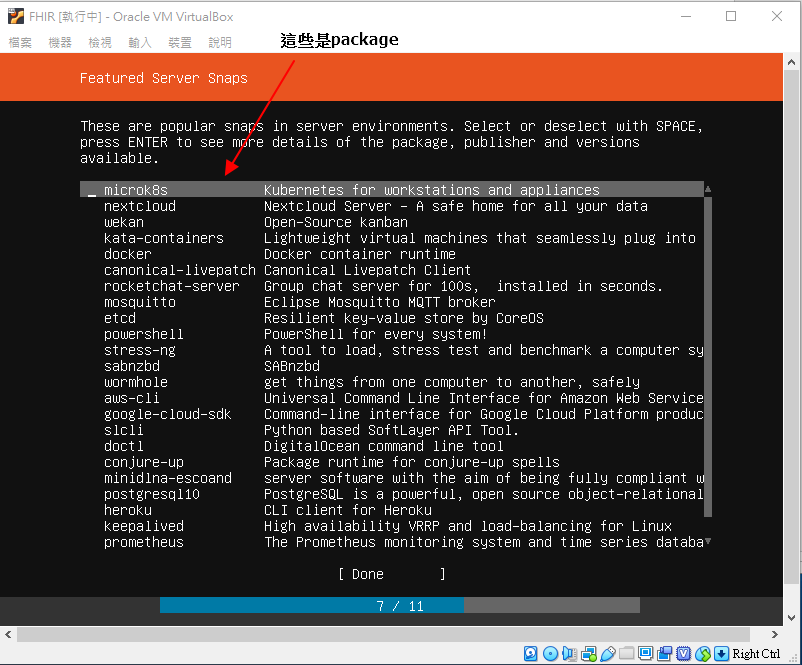 FHIR [執行中] - Oracle VM VirtualBox
檔案 機器 檢視 輸入 裝置 說明
這些是package
Featured Server Snaps
These are popular snaps in server environments. Select or deselect with SPACE,
press ENTER to see more details of the package, publisher and versions
available.
microk8s Kubernetes for workstations and appliances
nextcloud Nextcloud Server - A safe home for all your data
wekan Open-Source kanban
kata-containers Lightweight virtual machines that seamlessly plug into
docker Docker container runtime
canonical-livepatch Canonical Livepatch Client
rocketchat-server Group chat server for 100s, installed in seconds.
mosquitto Eclipse Mosquitto MQTT broker
etcd Resilient key-value store by CoreOS
powershell PowerShell for every system!
stress-ng A tool to load, stress test and benchmark a computer sy
sabnzbd SABnzbd
wormhole get things from one computer to another, safely
aws-cli Universal Command Line Interface for Amazon Web Service
google-cloud-sdk Command-line interface for Google Cloud Platform produc
slcli Python based SoftLayer API Tool.
doctl DigitalOcean command line tool
conjure-up Package runtime for conjure-up spells
minidlna-escoand server software with the aim of being fully compliant w
postgresql10 PostgreSQL is a powerful, open source object-relational
heroku CLI client for Heroku
keepalived High availability VRRP and load-balancing for Linux
prometheus The Prometheus monitoring system and time series databa
[ Done ]
7 / 11
Right Ctrl